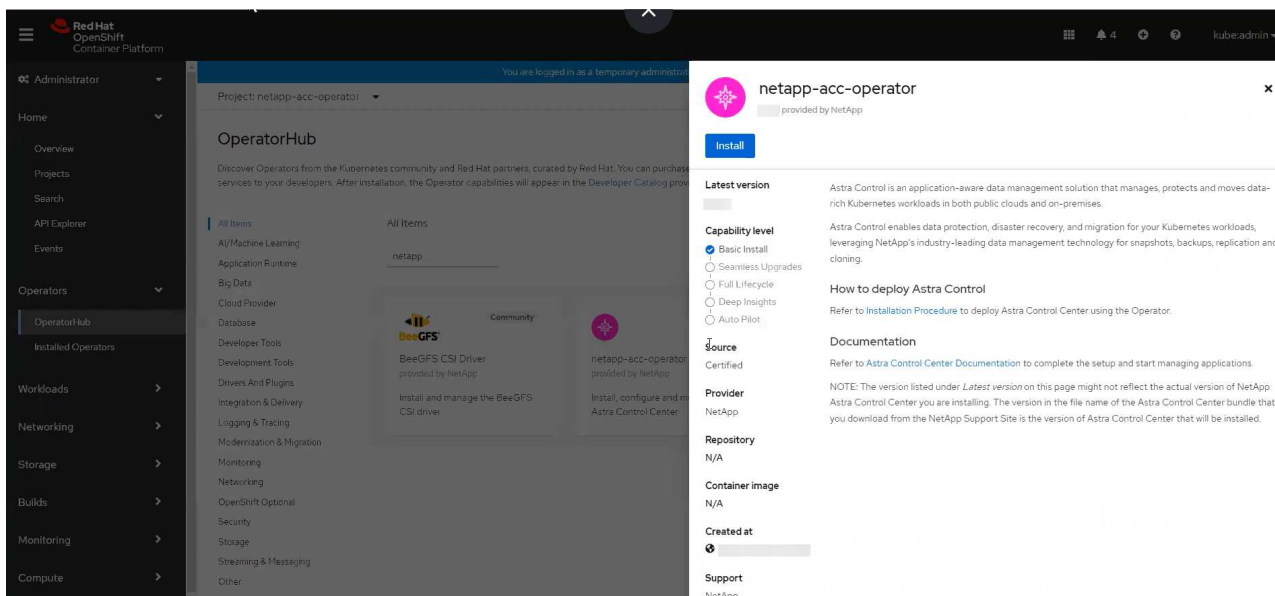 Red Hat
OpenShift
Container Platform
4
kube:admin
Administrator
Home
Overview
Projects
Search
API Explorer
Events
Operators
OperatorHub
Installed Operators
Workloads
Networking
Storage
Builds
Monitoring
Compute
You are logged in as a temporary administrat
Project: netapp-acc-operator
OperatorHub
Discover Operators from the Kubernetes community and Red Hat partners, curated by Red Hat. You can purchase
services to your developers. After installation, the Operator capabilities will appear in the Developer Catalog prov
All Items
AI/Machine Learning
Application Runtime
Big Data
Cloud Provider
Database
Developer Tools
Development Tools
Drivers And Plugins
Integration & Delivery
Logging & Tracing
Modernization & Migration
Monitoring
Networking
OpenShift Optional
Security
Storage
Streaming & Messaging
Other
All Items
netapp
Community
BeeGFS
BeeGFS CSI Driver
provided by NetApp
Install and manage the BeeGFS
CSI driver
netapp-acc-operator
provided by NetApp
Install, configure and m
Astra Control Center
netapp-acc-operator
provided by NetApp
Install
Latest version
Capability level
Basic Install
Seamless Upgrades
Full Lifecycle
Deep Insights
Auto Pilot
Source
Certified
Provider
NetApp
Repository
N/A
Container image
N/A
Created at
Support
NetApp
Astra Control is an application-aware data management solution that manages, protects and moves data-
rich Kubernetes workloads in both public clouds and on-premises.
Astra Control enables data protection, disaster recovery, and migration for your Kubernetes workloads,
leveraging NetApp's industry-leading data management technology for snapshots, backups, replication and
cloning.
How to deploy Astra Control
Refer to Installation Procedure to deploy Astra Control Center using the Operator.
Documentation
Refer to Astra Control Center Documentation to complete the setup and start managing applications.
NOTE: The version listed under Latest version on this page might not reflect the actual version of NetApp
Astra Control Center you are installing. The version in the file name of the Astra Control Center bundle that
you download from the NetApp Support Site is the version of Astra Control Center that will be installed.